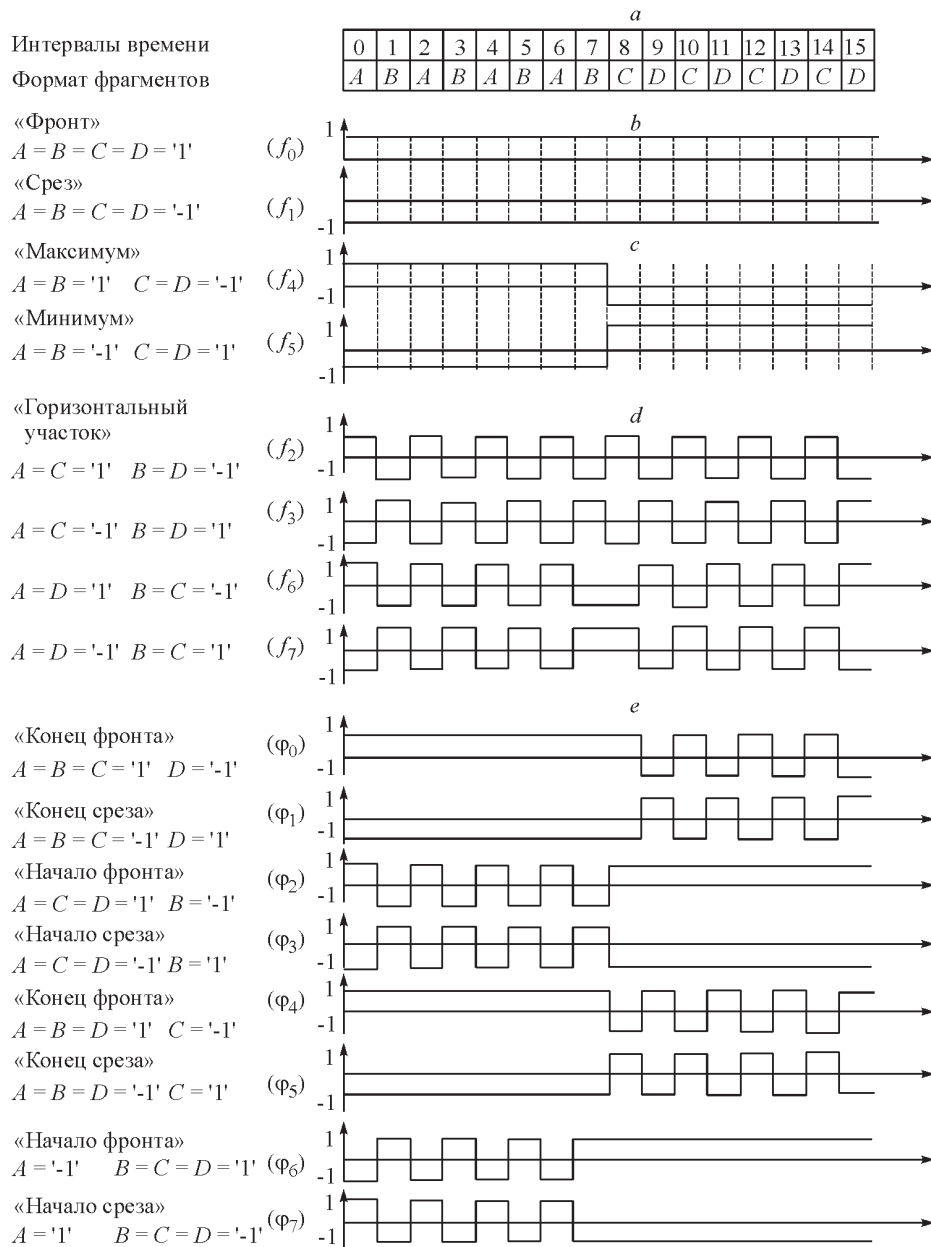 a
Интервалы времени 0 1 2 3 4 5 6 7 8 9 10 11 12 13 14 15
Формат фрагментов A B A B A B A B C D C D C D C D
«Фронт» 1 b
A = B = C = D = '1' (f0)
«Срез»
A = B = C = D = '-1' (f1)
-1
«Максимум» 1 c
A = B = '1' C = D = '-1' (f4) -1
«Минимум» 1
A = B = '-1' C = D = '1' (f5)
-1
«Горизонтальный d
участок» 1
(f2)
A = C = '1' B = D = '-1' -1
1
A = C = '-1' B = D = '1' (f3)
-1
1
A = D = '1' B = C = '-1' (f6)
-1
1
A = D = '-1' B = C = '1' (f7)
-1
e
«Конец фронта» 1
(φ0)
A = B = C = '1' D = '-1' -1
«Конец среза» 1
(φ1)
A = B = C = '-1' D = '1' -1
«Начало фронта» 1
(φ2)
A = C = D = '1' B = '-1' -1
«Начало среза» 1
(φ3)
A = C = D = '-1' B = '1' -1
«Конец фронта» 1
(φ4)
A = B = D = '1' C = '-1' -1
«Конец среза» 1
A = B = D = '-1' C = '1' (φ5)
-1
«Начало фронта» 1
A = '-1' B = C = D = '1' (φ6)
-1
«Начало среза» 1
(φ7)
A = '1' B = C = D = '-1' -1